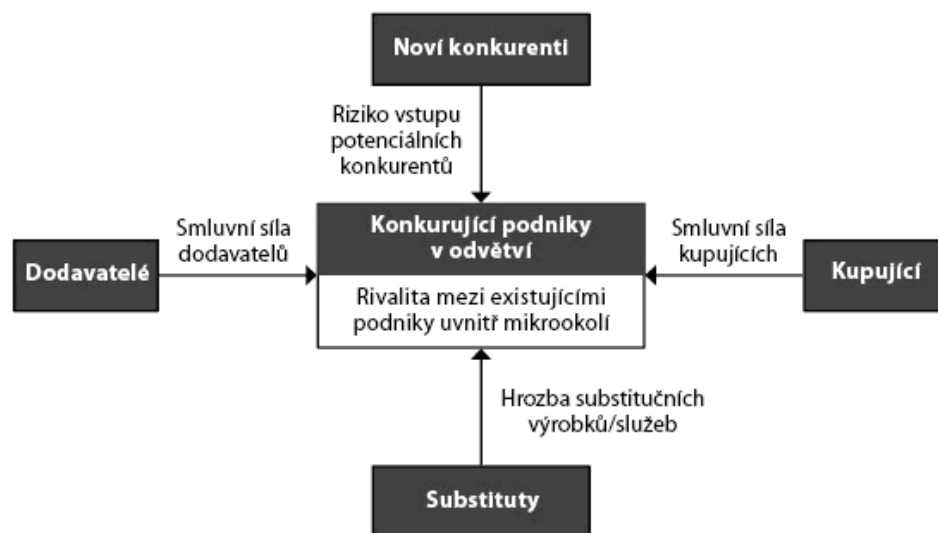 Noví konkurenti
Riziko vstupu
potenciálních
konkurentů
Smluvní síla
dodavatelů
Konkurující podniky
v odvětví
Smluvní síla
kupujících
Dodavatelé
Kupující
Rivalita mezi existujícími
podniky uvnitř mikrookolí
Hrozba substitučních
výrobků/služeb
Substituty